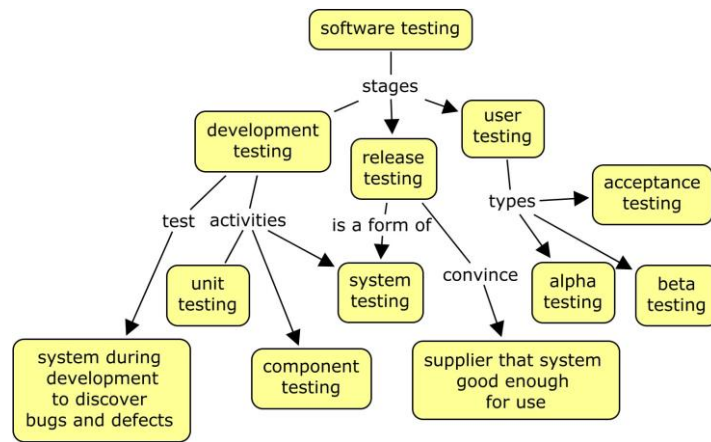 software testing
stages
development
testing
release
testing
user
testing
test
activities
is a form of
types
acceptance
testing
unit
testing
system
testing
convince
alpha
testing
beta
testing
system during
development
to discover
bugs and defects
component
testing
supplier that system
good enough
for use